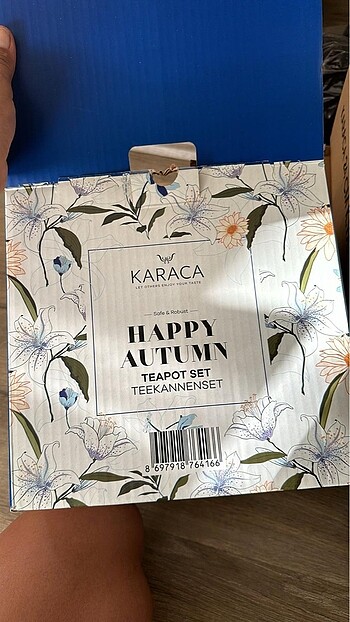 KARACA
LET OTHERS ENJOY YOUR TASTE
Safe & Robust
HAPPY
AUTUMN
TEAPOT SET
TEEKANNENSET
8 697918 764166